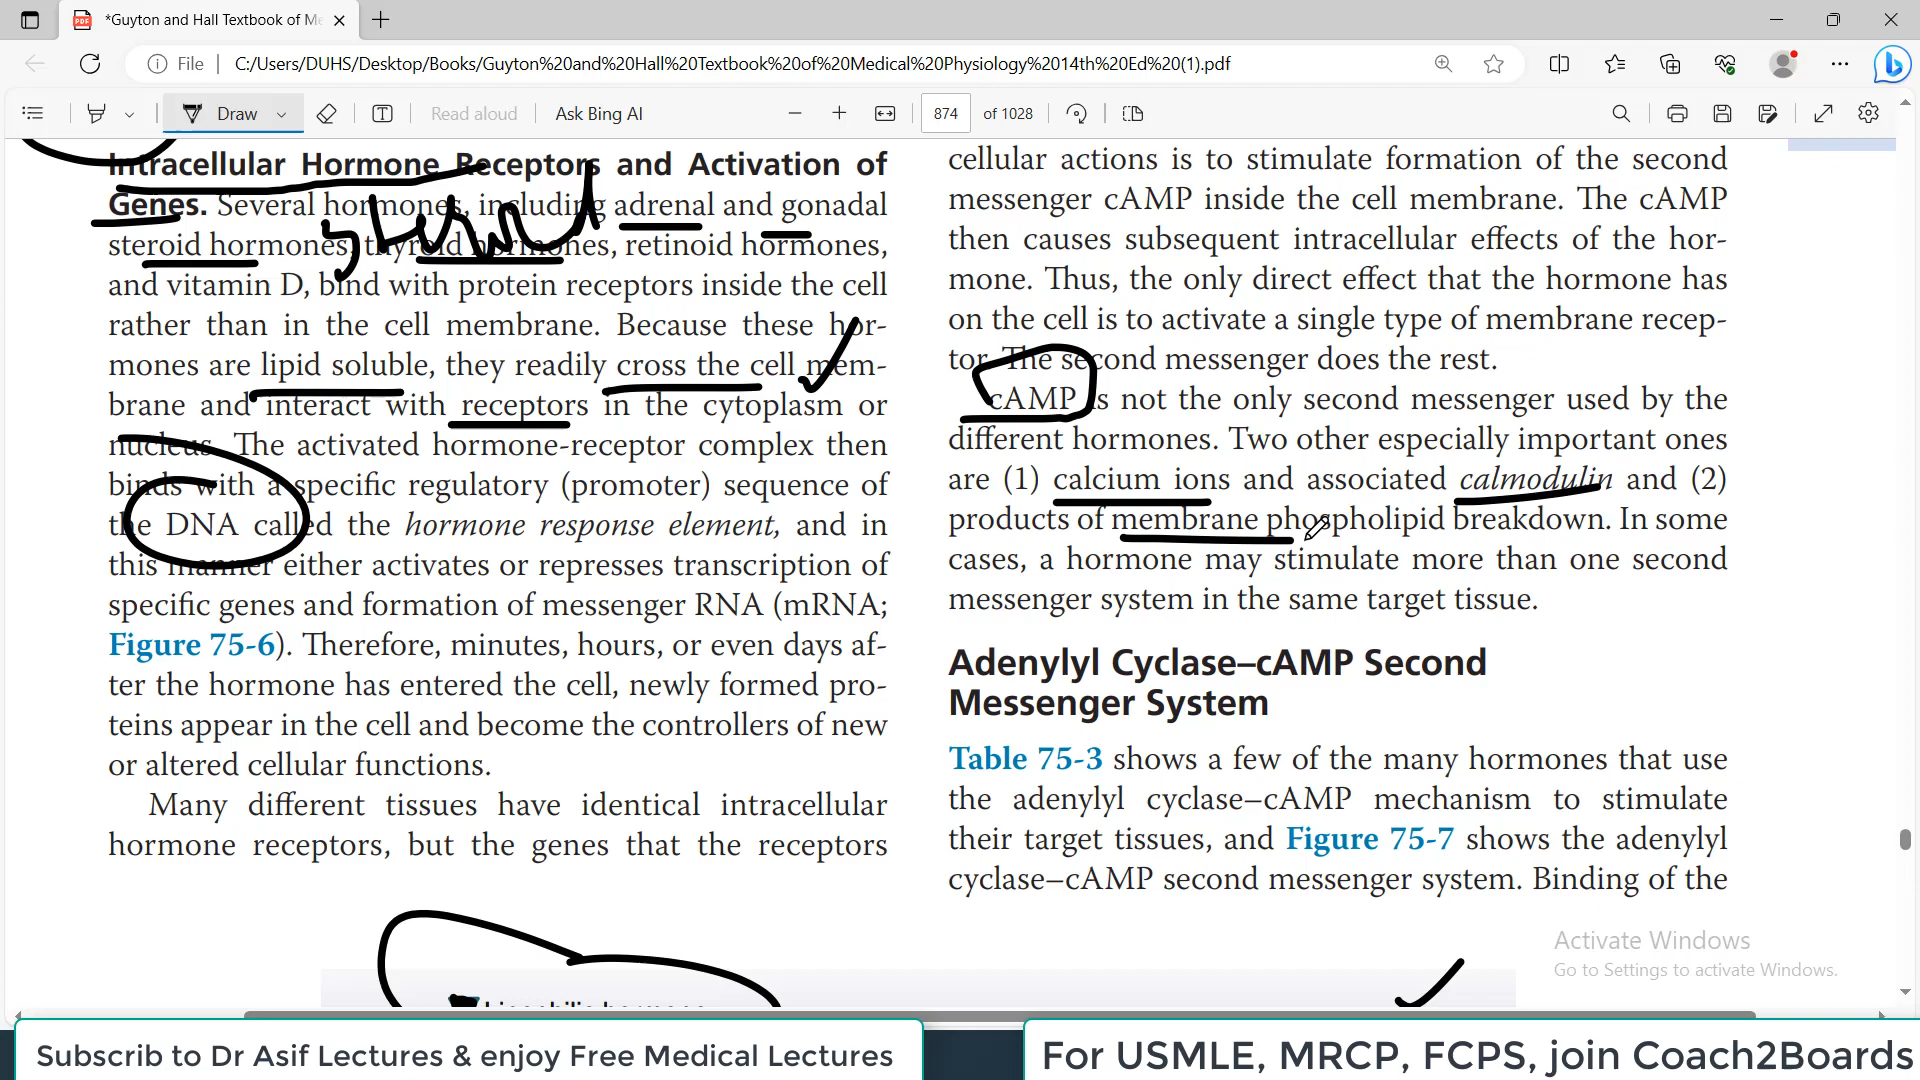 *Guyton and Hall Textbook of Me
File
C:/Users/DUHS/Desktop/Books/Guyton%20and%20Hall%20Textbook%20of%20Medical%20Physiology%2014th%20Ed%20(1).pdf
Draw
Read aloud
Ask Bing AI
874 of 1028
Intracellular Hormone Receptors and Activation of
Genes. Several hormones, including adrenal and gonadal
steroid hormones, thyroid hormones, retinoid hormones,
and vitamin D, bind with protein receptors inside the cell
rather than in the cell membrane. Because these hor-
mones are lipid soluble, they readily cross the cell mem-
brane and interact with receptors in the cytoplasm or
nucleus. The activated hormone-receptor complex then
binds with a specific regulatory (promoter) sequence of
the DNA called the hormone response element, and in
this manner either activates or represses transcription of
specific genes and formation of messenger RNA (mRNA;
Figure 75-6). Therefore, minutes, hours, or even days af-
ter the hormone has entered the cell, newly formed pro-
teins appear in the cell and become the controllers of new
or altered cellular functions.
Many different tissues have identical intracellular
hormone receptors, but the genes that the receptors
cellular actions is to stimulate formation of the second
messenger cAMP inside the cell membrane. The cAMP
then causes subsequent intracellular effects of the hor-
mone. Thus, the only direct effect that the hormone has
on the cell is to activate a single type of membrane recep-
tor. The second messenger does the rest.
cAMP is not the only second messenger used by the
different hormones. Two other especially important ones
are (1) calcium ions and associated calmodulin and (2)
products of membrane phospholipid breakdown. In some
cases, a hormone may stimulate more than one second
messenger system in the same target tissue.
Adenylyl Cyclase–cAMP Second
Messenger System
Table 75-3 shows a few of the many hormones that use
the adenylyl cyclase–cAMP mechanism to stimulate
their target tissues, and Figure 75-7 shows the adenylyl
cyclase–cAMP second messenger system. Binding of the
Activate Windows
Go to Settings to activate Windows.
Subscrib to Dr Asif Lectures & enjoy Free Medical Lectures
For USMLE, MRCP, FCPS, join Coach2Boards